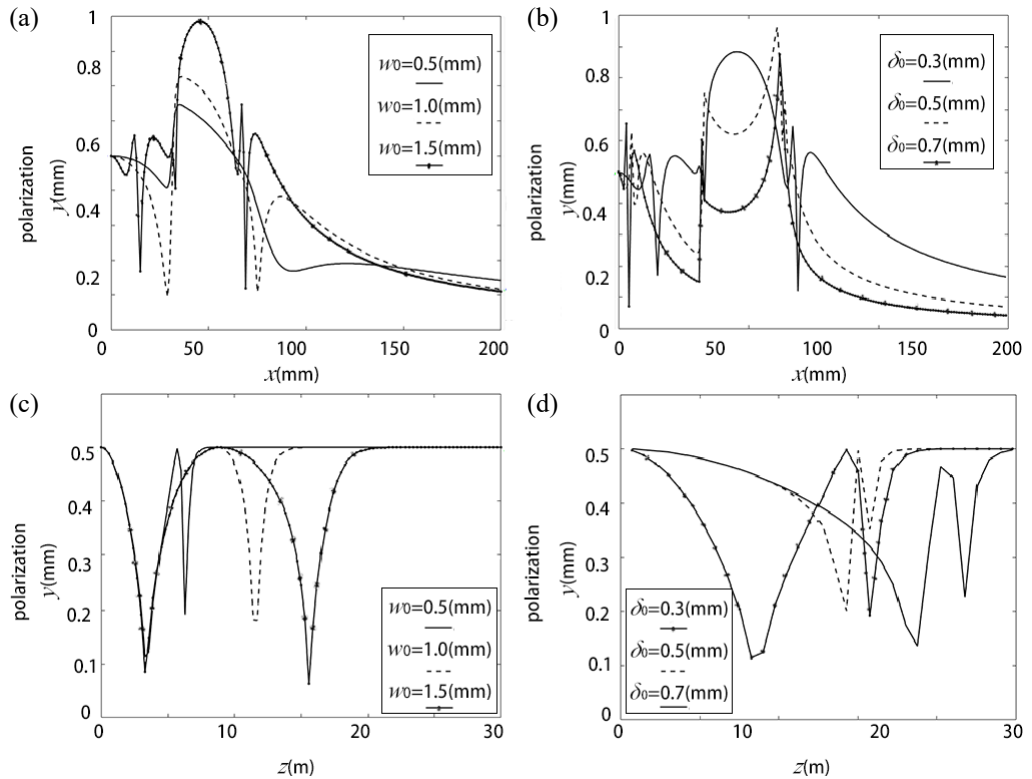 (a)
1
0.8
0.6
0.4
0.2
0
polarization
y(mm)
w0=0.5(mm)
w0=1.0(mm)
w0=1.5(mm)
0 50 100 150 200
x(mm)
(b)
1
0.8
0.6
0.4
0.2
0
polarization
y(mm)
δ0=0.3(mm)
δ0=0.5(mm)
δ0=0.7(mm)
0 50 100 150 200
x(mm)
(c)
0.5
0.4
0.3
0.2
0.1
0
polarization
y(mm)
w0=0.5(mm)
w0=1.0(mm)
w0=1.5(mm)
0 10 20 30
z(m)
(d)
0.5
0.4
0.3
0.2
0.1
0
polarization
y(mm)
δ0=0.3(mm)
δ0=0.5(mm)
δ0=0.7(mm)
0 10 20 30
z(m)